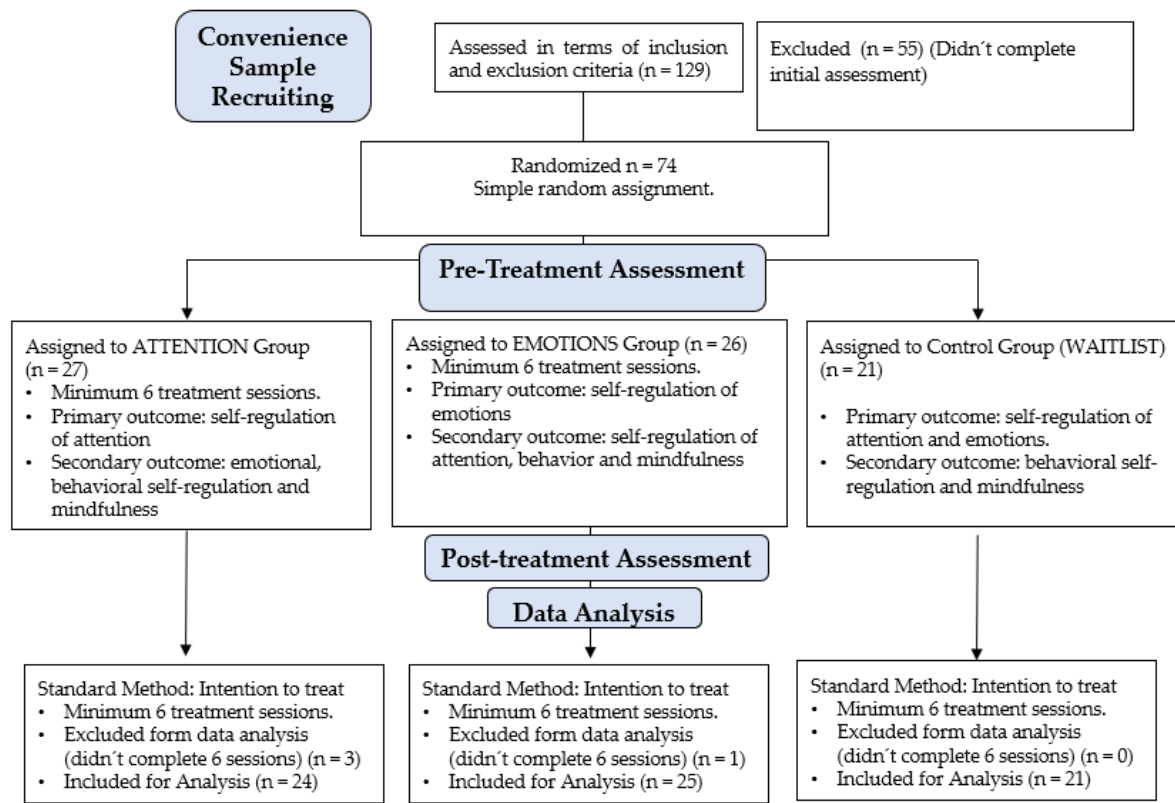 Convenience
Sample
Recruiting
Assessed in terms of inclusion
and exclusion criteria (n = 129)
Excluded (n = 55) (Didn´t complete
initial assessment)
Randomized n = 74
Simple random assignment.
Pre-Treatment Assessment
Assigned to ATTENTION Group
(n = 27)
• Minimum 6 treatment sessions.
• Primary outcome: self-regulation
of attention
• Secondary outcome: emotional,
behavioral self-regulation and
mindfulness
Assigned to EMOTIONS Group (n = 26)
• Minimum 6 treatment sessions.
• Primary outcome: self-regulation of
emotions
• Secondary outcome: self-regulation of
attention, behavior and mindfulness
Assigned to Control Group (WAITLIST)
(n = 21)
• Primary outcome: self-regulation of
attention and emotions.
• Secondary outcome: behavioral self-
regulation and mindfulness
Post-treatment Assessment
Data Analysis
Standard Method: Intention to treat
• Minimum 6 treatment sessions.
• Excluded form data analysis
(didn´t complete 6 sessions) (n = 3)
• Included for Analysis (n = 24)
Standard Method: Intention to treat
• Minimum 6 treatment sessions.
• Excluded form data analysis
(didn´t complete 6 sessions) (n = 1)
• Included for Analysis (n = 25)
Standard Method: Intention to treat
• Minimum 6 treatment sessions.
• Excluded form data analysis
(didn´t complete 6 sessions) (n = 0)
• Included for Analysis (n = 21)